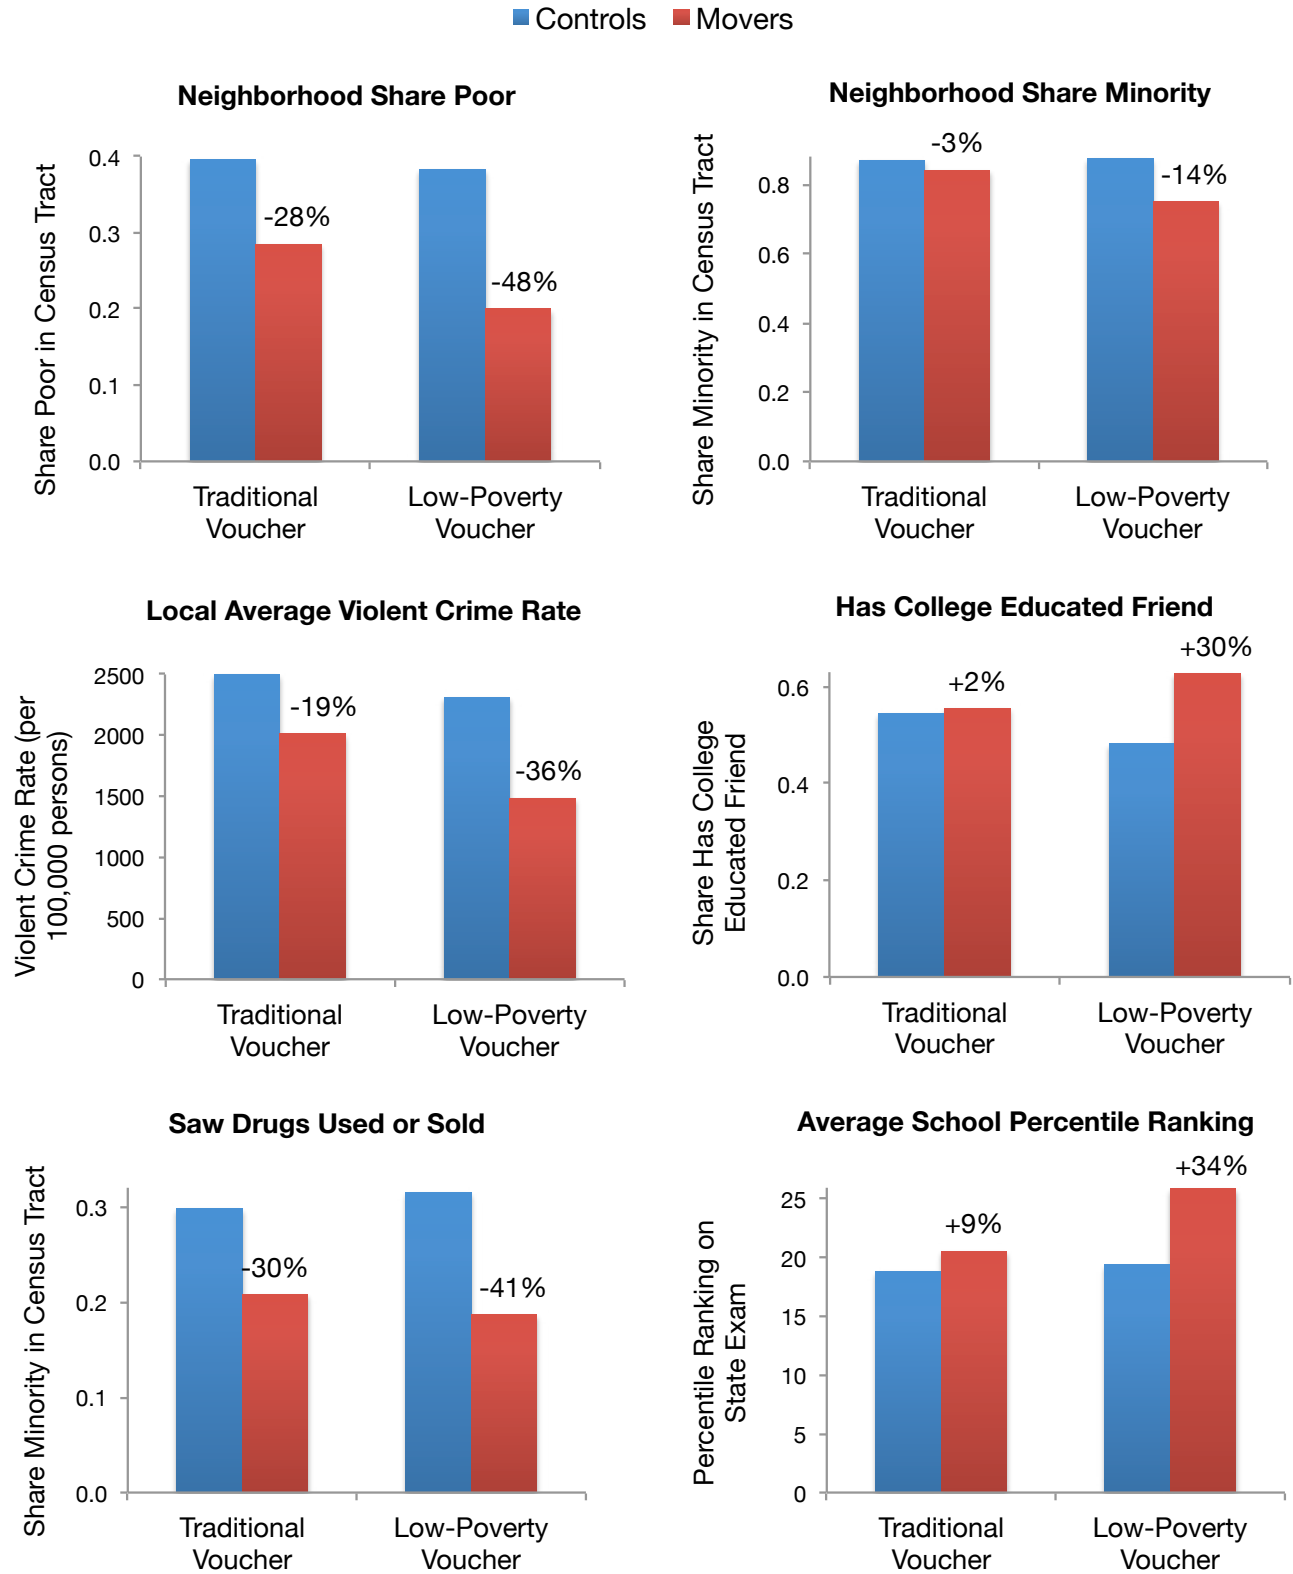 Controls Movers
Neighborhood Share Poor
Share Poor in Census Tract
0.4
0.3
0.2
0.1
0.0
-28%
-48%
Traditional
Voucher
Low-Poverty
Voucher
Neighborhood Share Minority
Share Minority in Census Tract
0.8
0.6
0.4
0.2
0.0
-3%
-14%
Traditional
Voucher
Low-Poverty
Voucher
Local Average Violent Crime Rate
Violent Crime Rate (per
100,000 persons)
2500
2000
1500
1000
500
0
-19%
-36%
Traditional
Voucher
Low-Poverty
Voucher
Has College Educated Friend
Share Has College
Educated Friend
0.6
0.4
0.2
0.0
+2%
+30%
Traditional
Voucher
Low-Poverty
Voucher
Saw Drugs Used or Sold
Share Minority in Census Tract
0.3
0.2
0.1
0.0
-30%
-41%
Traditional
Voucher
Low-Poverty
Voucher
Average School Percentile Ranking
Percentile Ranking on
State Exam
25
20
15
10
5
0
+9%
+34%
Traditional
Voucher
Low-Poverty
Voucher